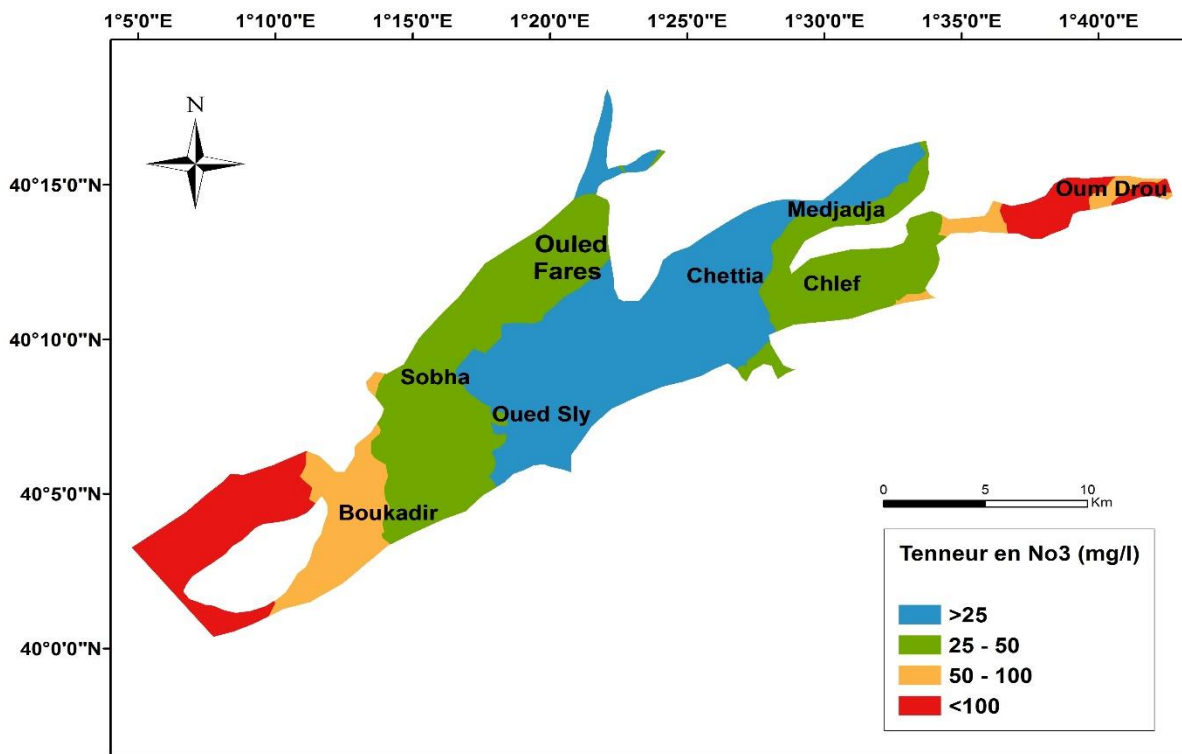 1°5'0"E 1°10'0"E 1°15'0"E 1°20'0"E 1°25'0"E 1°30'0"E 1°35'0"E 1°40'0"E
N
40°15'0"N
Oum Drou
Medjadja
Ouled
Fares
Chettia
Chlef
40°10'0"N
Sobha
Oued Sly
40°5'0"N
Boukadir
0 5 10
Km
Tenneur en No3 (mg/l)
>25
25 - 50
50 - 100
<100
40°0'0"N